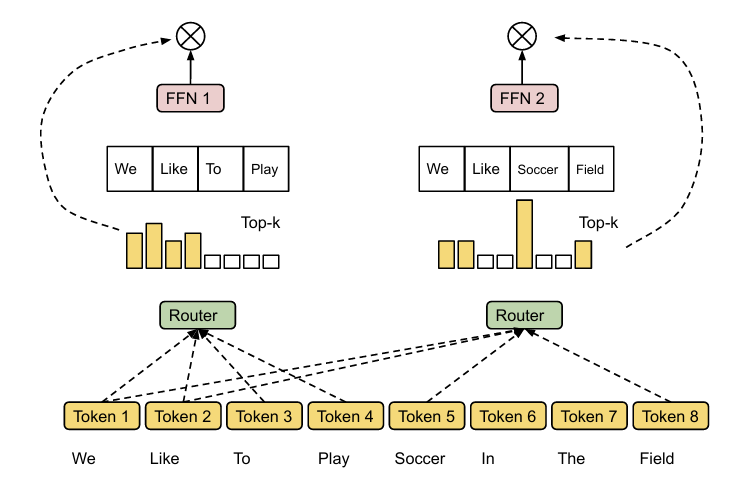 FFN 1 FFN 2
We Like To Play We Like Soccer Field
Top-k Top-k
Router Router
Token 1 Token 2 Token 3 Token 4 Token 5 Token 6 Token 7 Token 8
We Like To Play Soccer In The Field